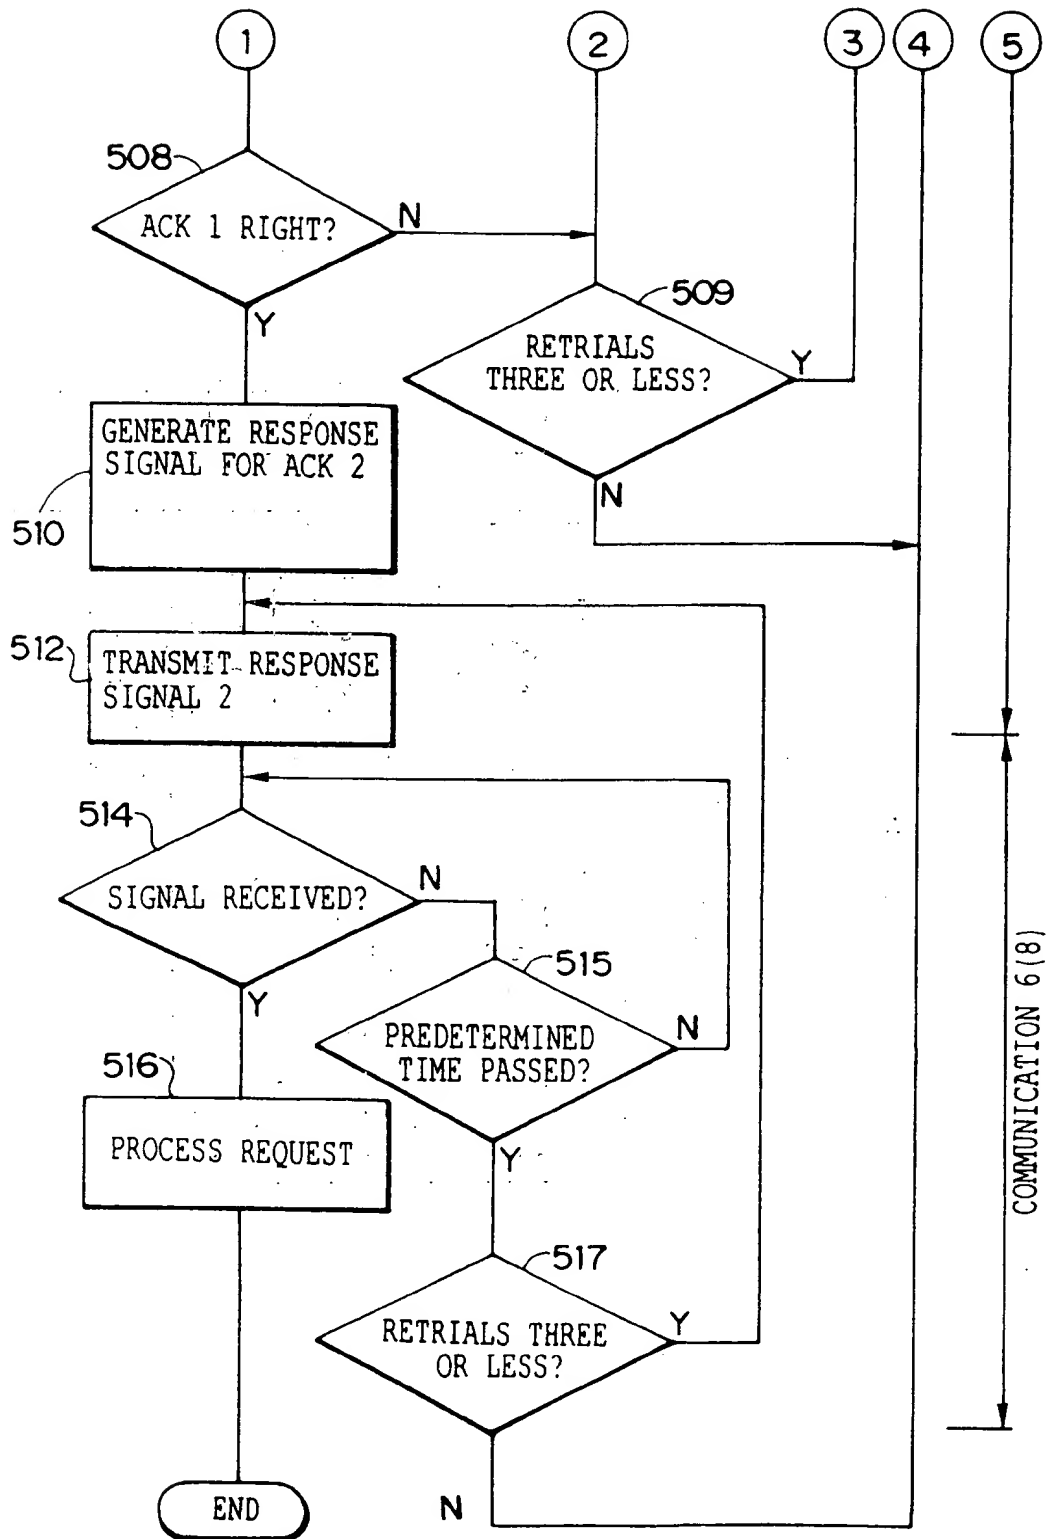 1
2
3
4
5
508
ACK 1 RIGHT?
N
Y
509
RETRIALS
THREE OR LESS?
Y
N
GENERATE RESPONSE
SIGNAL FOR ACK 2
510
512
TRANSMIT RESPONSE
SIGNAL 2
514
SIGNAL RECEIVED?
N
Y
515
PREDETERMINED
TIME PASSED?
N
Y
516
PROCESS REQUEST
517
RETRIALS THREE
OR LESS?
Y
N
END
COMMUNICATION 6(8)